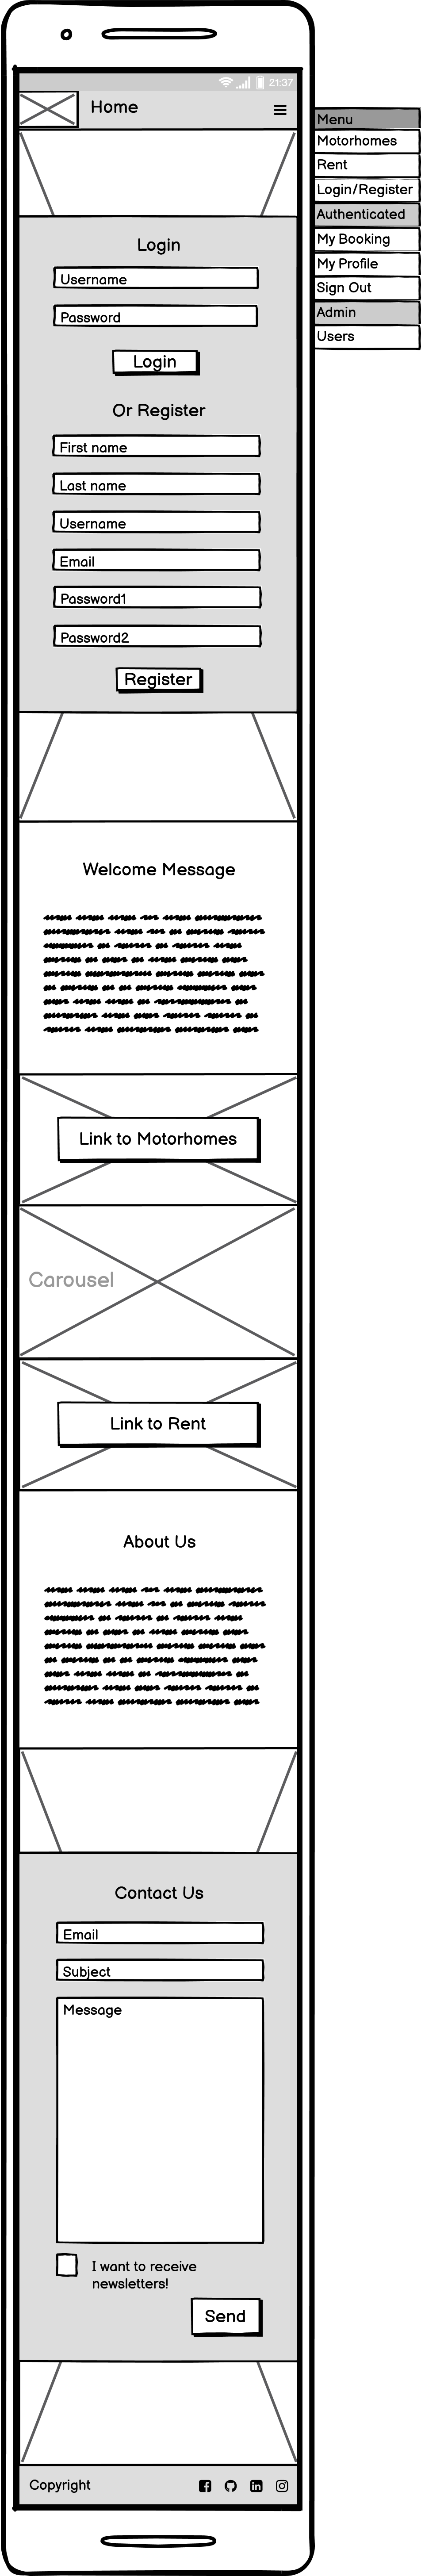 21:37
Home
Menu
Motorhomes
Rent
Login/Register
Authenticated
My Booking
My Profile
Sign Out
Admin
Users
Login
Username
Password
Login
Or Register
First name
Last name
Username
Email
Password1
Password2
Register
Welcome Message
Link to Motorhomes
Carousel
Link to Rent
About Us
Contact Us
Email
Subject
Message
I want to receive
newsletters!
Send
Copyright